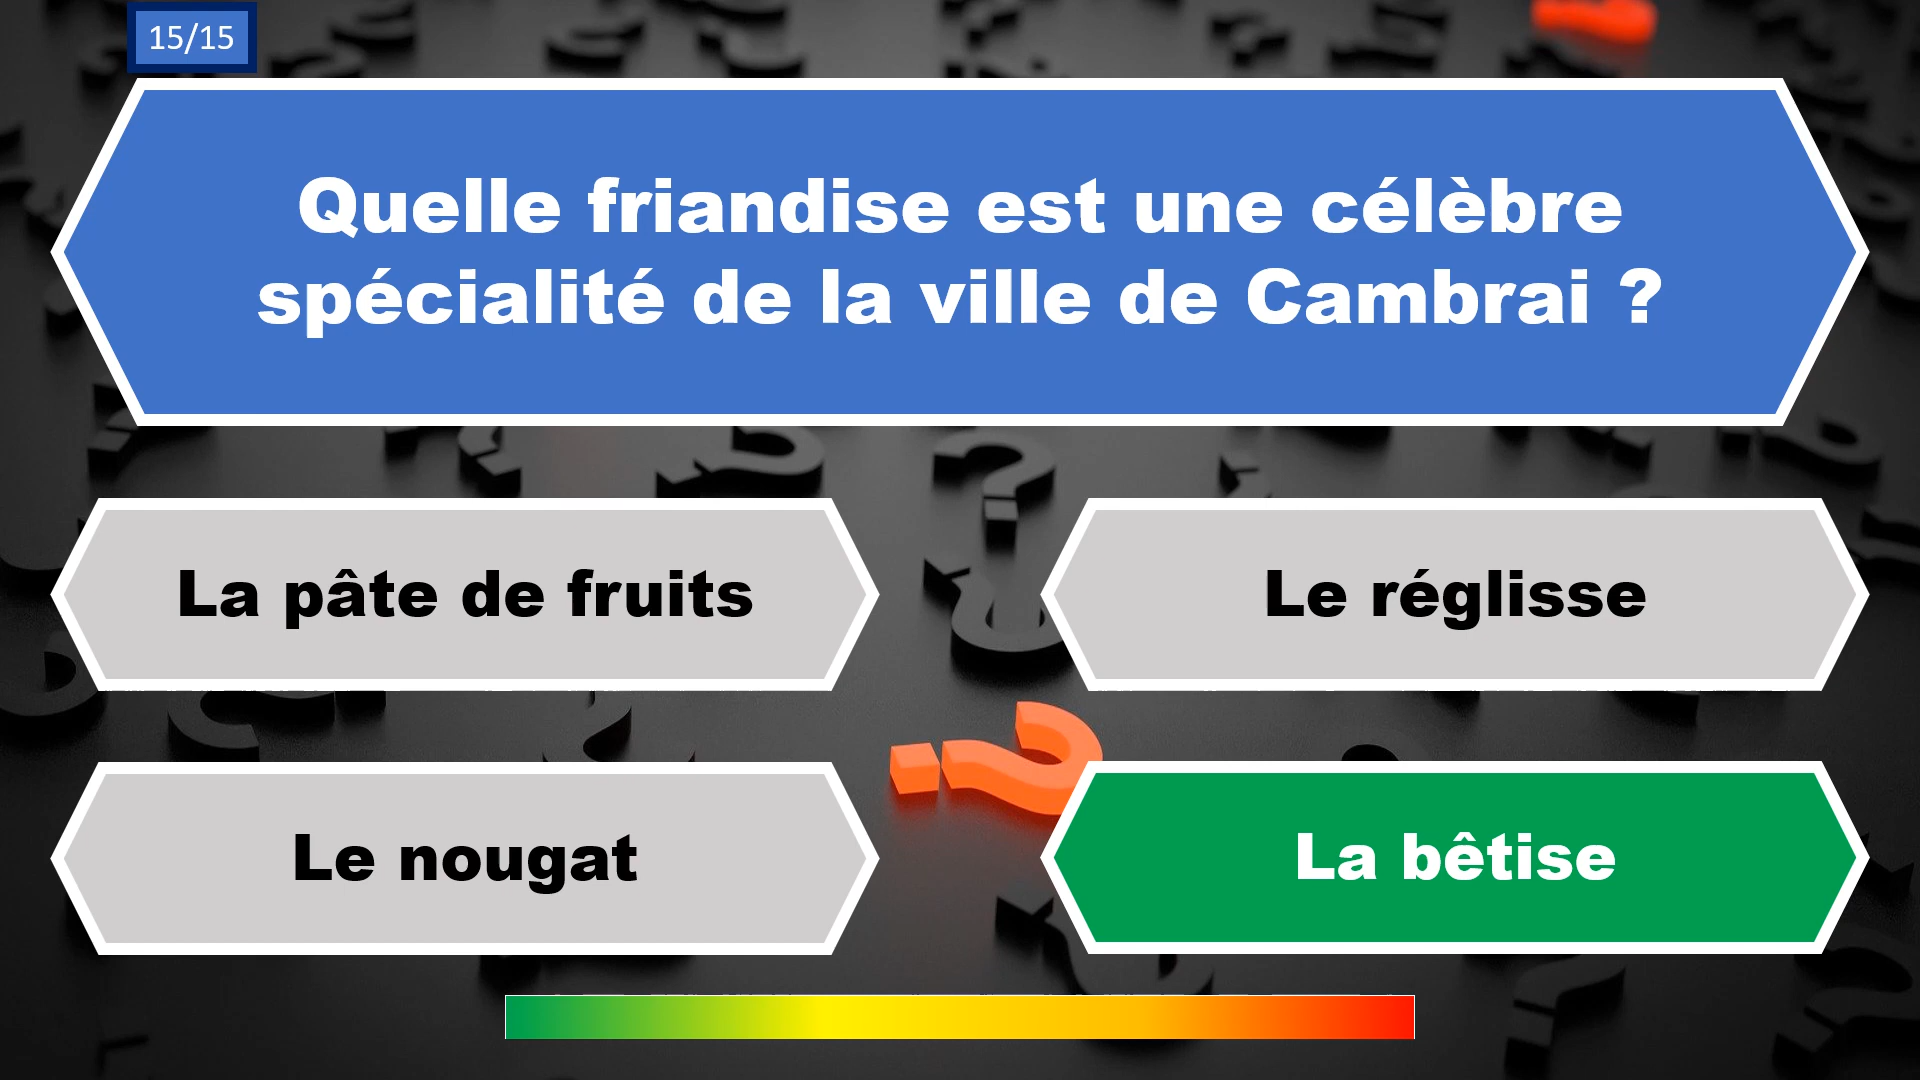 15/15
Quelle friandise est une célèbre
spécialité de la ville de Cambrai ?
La pâte de fruits
Le réglisse
Le nougat
La bêtise